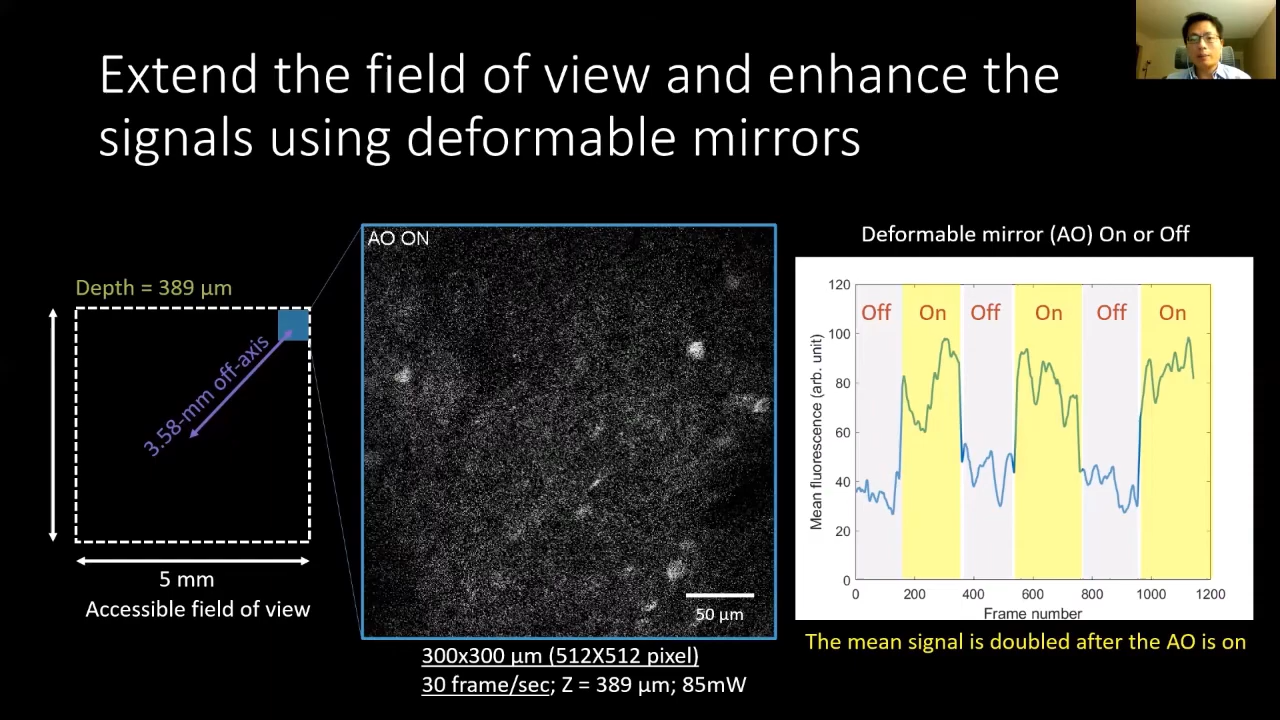 Extend the field of view and enhance the
signals using deformable mirrors
Depth = 389 µm
3.58-mm off-axis
5 mm
Accessible field of view
AO ON
50 µm
300x300 µm (512X512 pixel)
30 frame/sec; Z = 389 µm; 85mW
Deformable mirror (AO) On or Off
Mean fluorescence (arb. unit)
120
100
80
60
40
20
0
Off On Off On Off On
0 200 400 600 800 1000 1200
Frame number
The mean signal is doubled after the AO is on